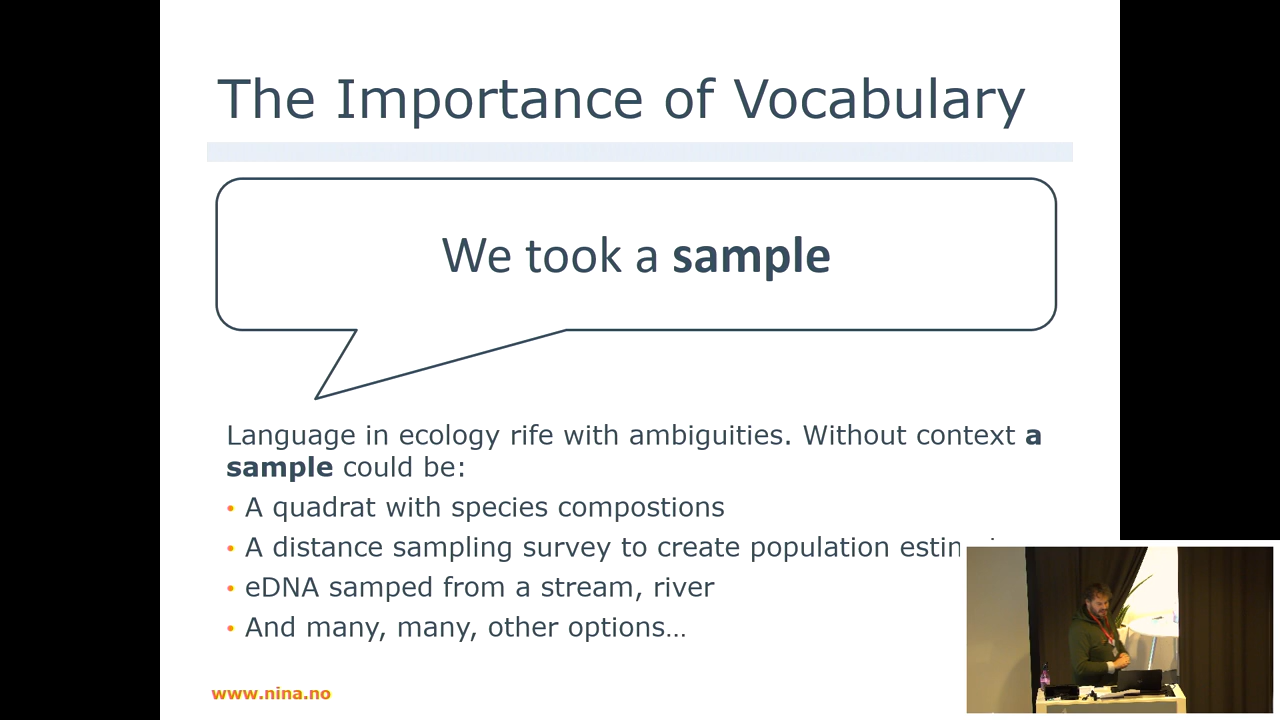 The Importance of Vocabulary
We took a sample
Language in ecology rife with ambiguities. Without context a
sample could be:
• A quadrat with species compostions
• A distance sampling survey to create population
• eDNA samped from a stream, river
• And many, many, other options…
www.nina.no